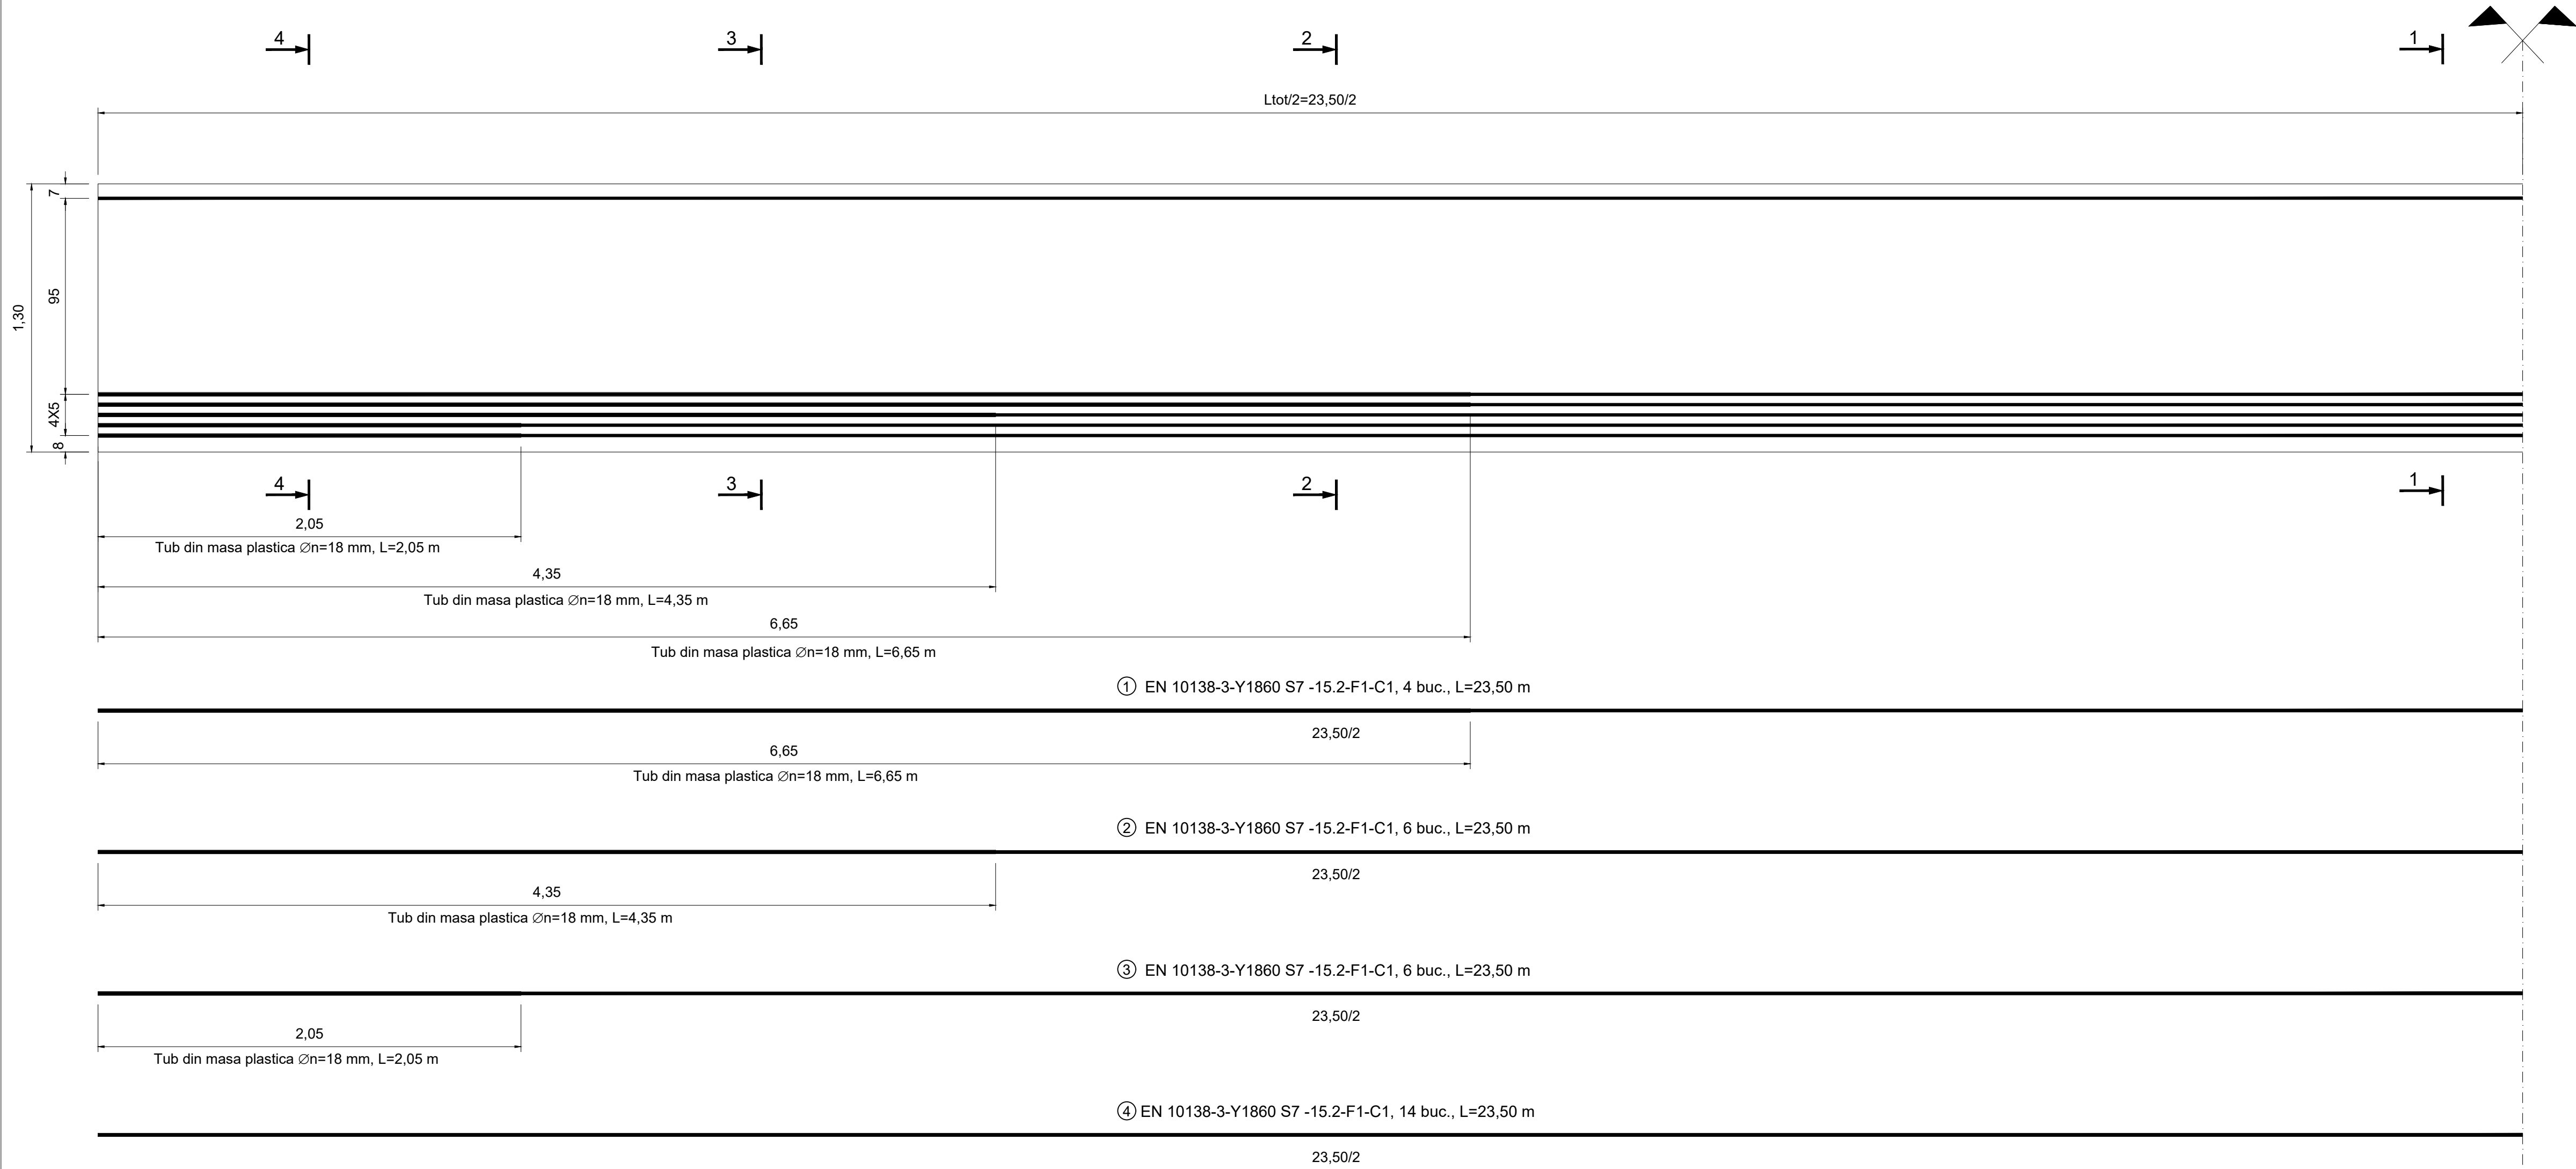 4 3 2 1
Ltot/2=23,50/2
7
95
1,30
4X5
8
4 3 2 1
2,05
Tub din masa plastica ∅n=18 mm, L=2,05 m
4,35
Tub din masa plastica ∅n=18 mm, L=4,35 m
6,65
Tub din masa plastica ∅n=18 mm, L=6,65 m
① EN 10138-3-Y1860 S7 -15.2-F1-C1, 4 buc., L=23,50 m
23,50/2
6,65
Tub din masa plastica ∅n=18 mm, L=6,65 m
② EN 10138-3-Y1860 S7 -15.2-F1-C1, 6 buc., L=23,50 m
23,50/2
4,35
Tub din masa plastica ∅n=18 mm, L=4,35 m
③ EN 10138-3-Y1860 S7 -15.2-F1-C1, 6 buc., L=23,50 m
23,50/2
2,05
Tub din masa plastica ∅n=18 mm, L=2,05 m
④ EN 10138-3-Y1860 S7 -15.2-F1-C1, 14 buc., L=23,50 m
23,50/2